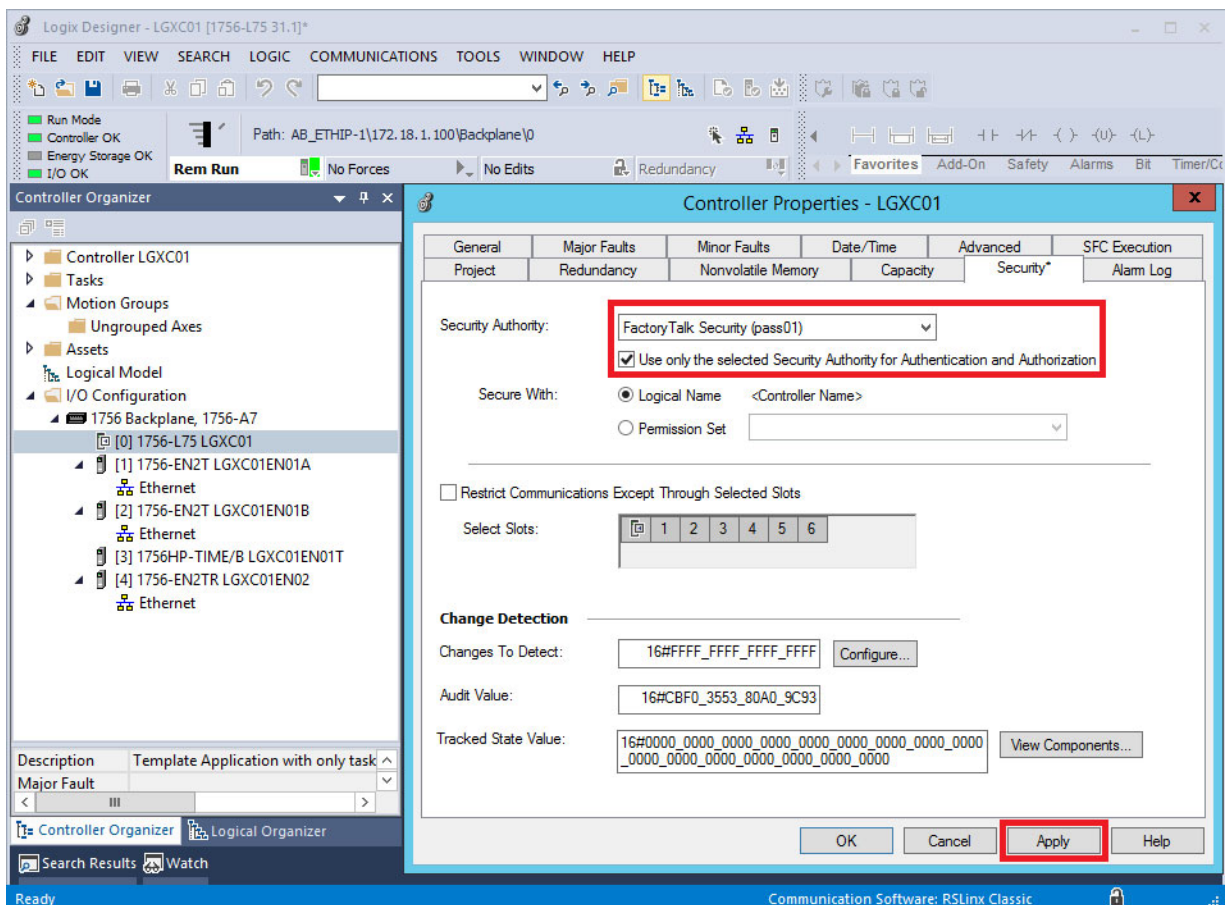 Logix Designer - LGXC01 [1756-L75 31.1]*
FILE EDIT VIEW SEARCH LOGIC COMMUNICATIONS TOOLS WINDOW HELP
Run Mode
Controller OK
Energy Storage OK
I/O OK
Path: AB_ETHIP-1\172.18.1.100\Backplane\0
Rem Run No Forces No Edits Redundancy
Favorites Add-On Safety Alarms Bit Timer/Co
Controller Organizer
Controller LGXC01
Tasks
Motion Groups
Ungrouped Axes
Assets
Logical Model
I/O Configuration
1756 Backplane, 1756-A7
[0] 1756-L75 LGXC01
[1] 1756-EN2T LGXC01EN01A
Ethernet
[2] 1756-EN2T LGXC01EN01B
Ethernet
[3] 1756HP-TIME/B LGXC01EN01T
[4] 1756-EN2TR LGXC01EN02
Ethernet
Description Template Application with only task
Major Fault
Controller Organizer Logical Organizer
Search Results Watch
Controller Properties - LGXC01
X
General Major Faults Minor Faults Date/Time Advanced SFC Execution
Project Redundancy Nonvolatile Memory Capacity Security* Alarm Log
Security Authority: FactoryTalk Security (pass01)
Use only the selected Security Authority for Authentication and Authorization
Secure With: Logical Name <Controller Name>
Permission Set
Restrict Communications Except Through Selected Slots
Select Slots: 1 2 3 4 5 6
Change Detection
Changes To Detect: 16#FFFF_FFFF_FFFF_FFFF Configure...
Audit Value: 16#CBF0_3553_80A0_9C93
Tracked State Value: 16#0000_0000_0000_0000_0000_0000_0000_0000_0000
_0000_0000_0000_0000_0000_0000_0000 View Components...
OK Cancel Apply Help
Ready Communication Software: RSLinx Classic